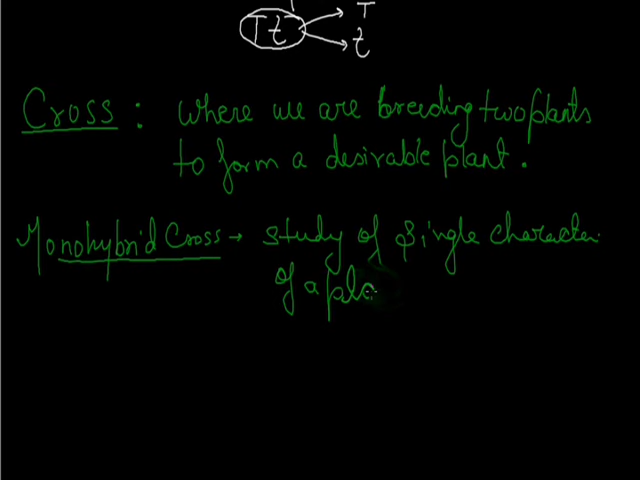 T
Tt
t
Cross : where we are breeding two plants
to form a desirable plant.
Monohybrid Cross → study of single character
of a pla